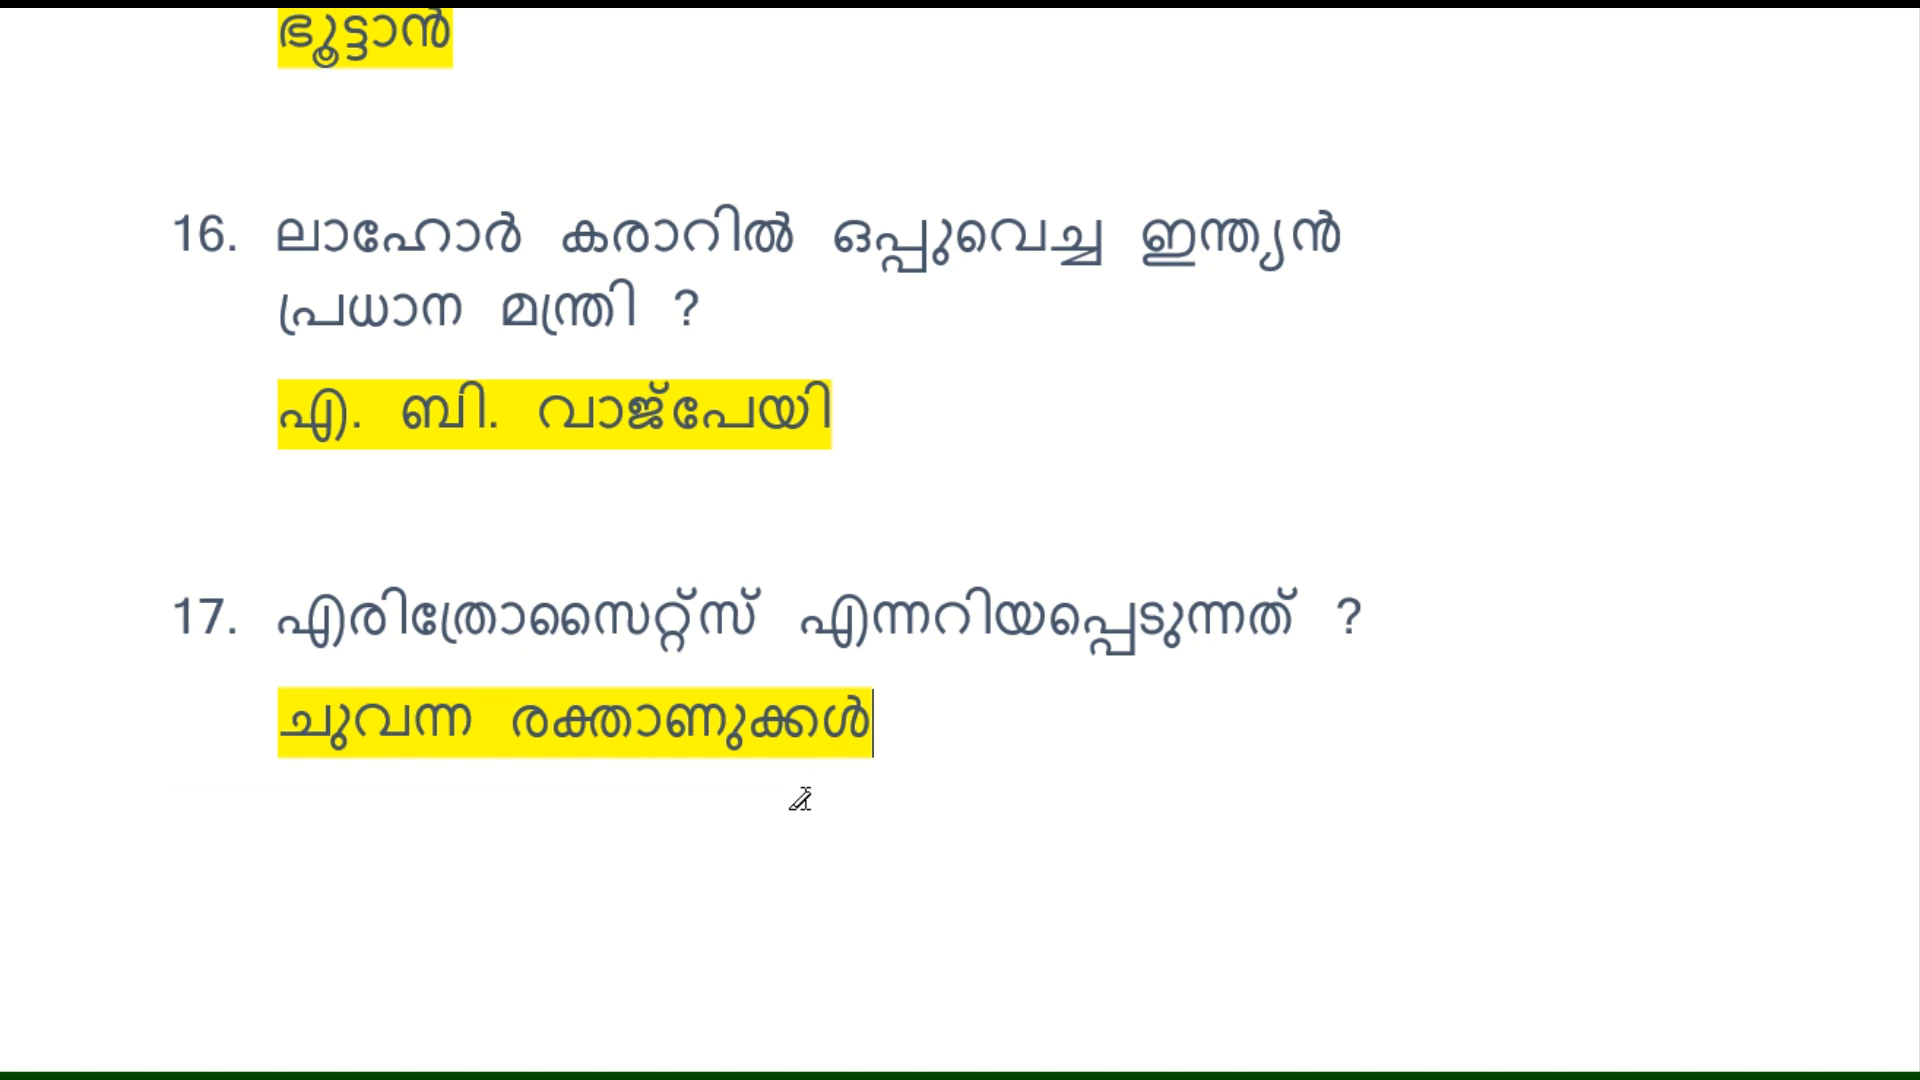 ഭൂട്ടാൻ
16. ലാഹോർ കരാറിൽ ഒപ്പുവെച്ച ഇന്ത്യൻ
പ്രധാന മന്ത്രി ?
എ. ബി. വാജ്പേയി
17. എരിത്രോസൈറ്റ്സ് എന്നറിയപ്പെടുന്നത് ?
ചുവന്ന രക്താണുക്കൾ